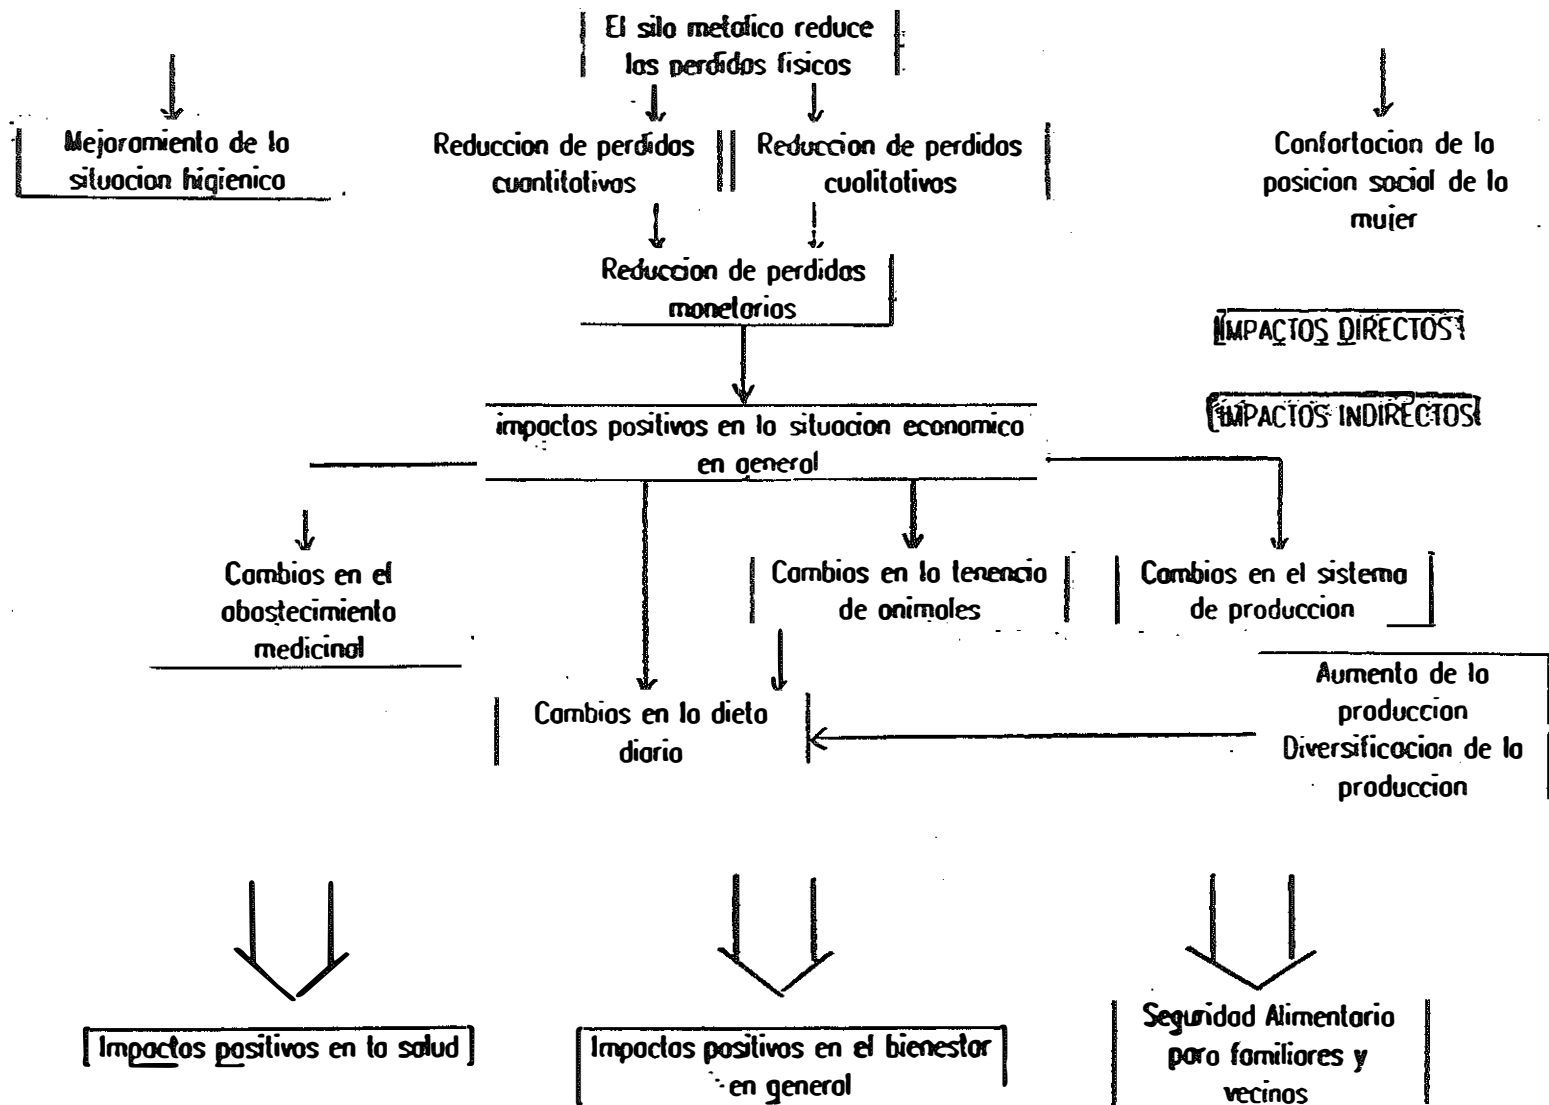 El silo metalico reduce
las perdidas fisicas
Mejoramiento de la
situacion higienica
Reduccion de perdidas
cuantitativas
Reduccion de perdidas
cualitativas
Confortacion de la
posicion social de la
mujer
Reduccion de perdidas
monetarias
IMPACTOS DIRECTOS
IMPACTOS INDIRECTOS
impactos positivos en la situacion economica
en general
Cambios en el
abastecimiento
medicinal
Cambios en la tenencia
de animales
Cambios en el sistema
de produccion
Cambios en la dieta
diaria
Aumento de la
produccion
Diversificacion de la
produccion
Impactos positivos en la salud
Impactos positivos en el bienestar
en general
Seguridad Alimentaria
para familiares y
vecinos